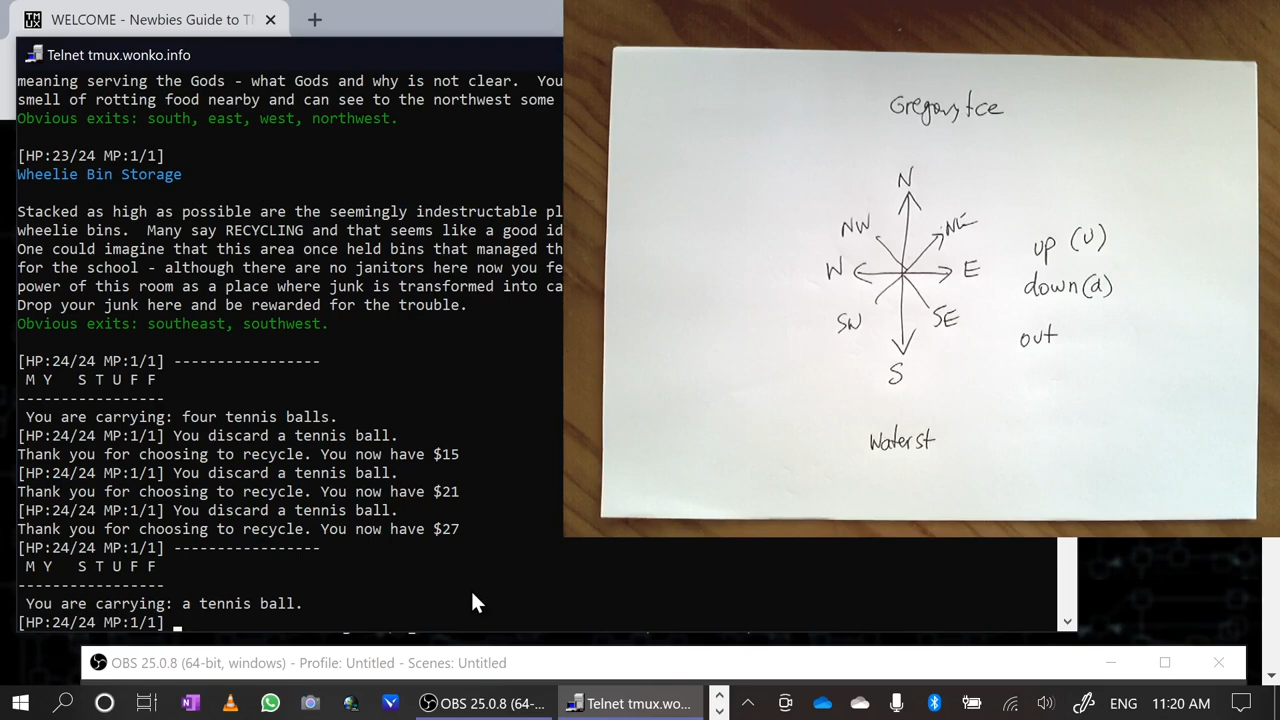 WELCOME - Newbies Guide to T
Telnet tmux.wonko.info
meaning serving the Gods - what Gods and why is not clear. You
smell of rotting food nearby and can see to the northwest some
Obvious exits: south, east, west, northwest.
[HP:23/24 MP:1/1]
Wheelie Bin Storage
Stacked as high as possible are the seemingly indestructable pl
wheelie bins. Many say RECYCLING and that seems like a good id
One could imagine that this area once held bins that managed th
for the school - although there are no janitors here now you fe
power of this room as a place where junk is transformed into ca
Drop your junk here and be rewarded for the trouble.
Obvious exits: southeast, southwest.
[HP:24/24 MP:1/1] -----------------
M Y S T U F F
-----------------
You are carrying: four tennis balls.
[HP:24/24 MP:1/1] You discard a tennis ball.
Thank you for choosing to recycle. You now have $15
[HP:24/24 MP:1/1] You discard a tennis ball.
Thank you for choosing to recycle. You now have $21
[HP:24/24 MP:1/1] You discard a tennis ball.
Thank you for choosing to recycle. You now have $27
[HP:24/24 MP:1/1] -----------------
M Y S T U F F
-----------------
You are carrying: a tennis ball.
[HP:24/24 MP:1/1]
Gregory Tce
N
NW NE
W E
SW SE
S
up (u)
down(d)
out
Water st
OBS 25.0.8 (64-bit, windows) - Profile: Untitled - Scenes: Untitled
OBS 25.0.8 (64-...
Telnet tmux.wo...
ENG
11:20 AM